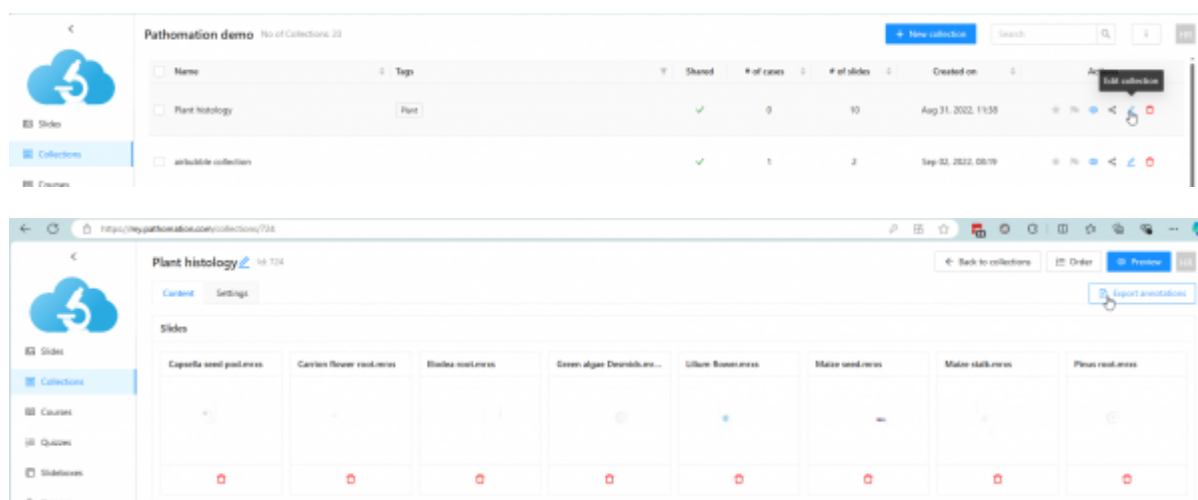 Pathomation demo No of Collections: 23
+ New collection
Search
Name Tags Shared # of cases # of slides Created on
Edit collection
Plant histology Plant 0 10 Aug 31, 2022, 11:38
airbubble collection 1 2 Sep 02, 2022, 08:19
Slides
Collections
Courses
https://my.pathomation.com/collections/724
Plant histology Id: 724
← Back to collections
Order
Preview
Content Settings
Export annotations
Slides
Capsella seed pod.mrxs Carrion flower root.mrxs Elodea root.mrxs Green algae Desmids.mr... Lilium flower.mrxs Maize seed.mrxs Maize stalk.mrxs Pinus root.mrxs
Slides
Collections
Courses
Quizzes
Slideboxes